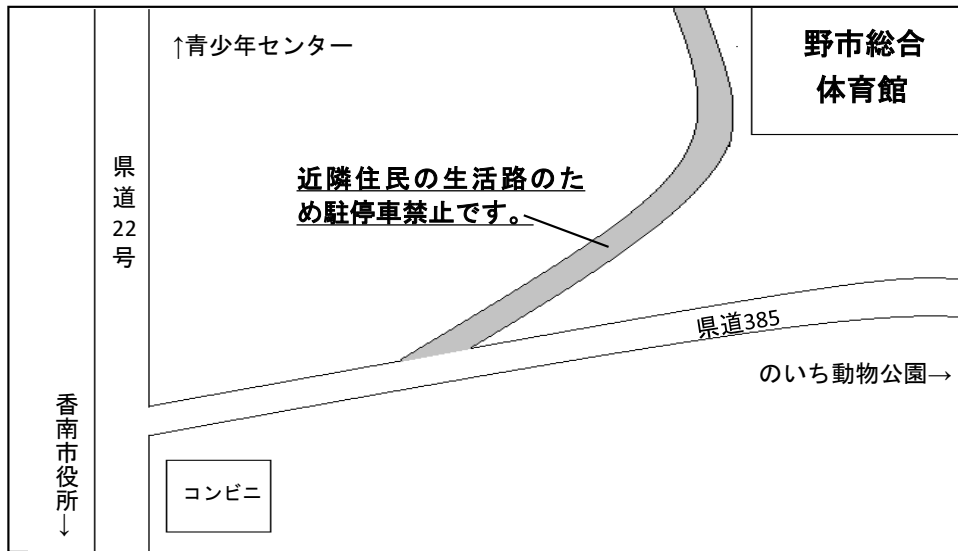 ↑青少年センター
野市総合
体育館
県道22号
近隣住民の生活路のた
め駐停車禁止です。
県道385
のいち動物公園→
香南市役所↓
コンビニ